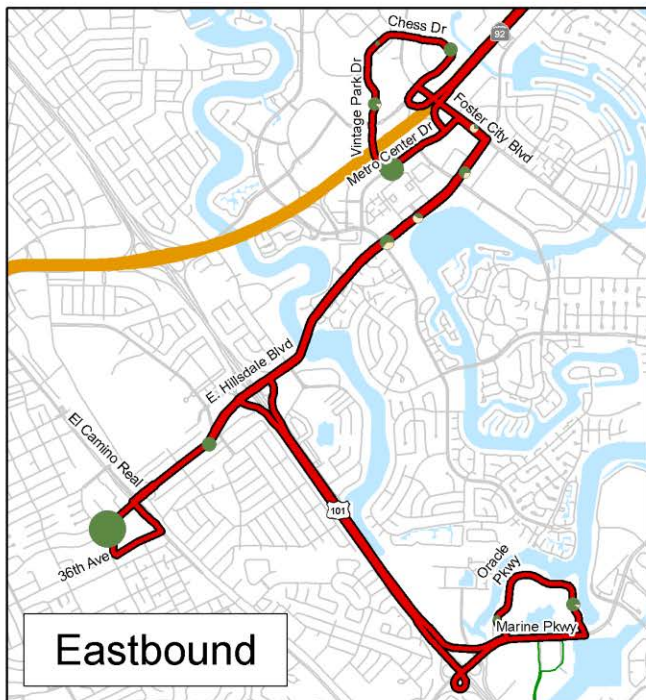 Chess Dr
92
Vintage Park Dr
Foster City Blvd
Metro Center Dr
E. Hillsdale Blvd
El Camino Real
101
36th Ave
Oracle
Pkwy
Marine Pkwy
Eastbound